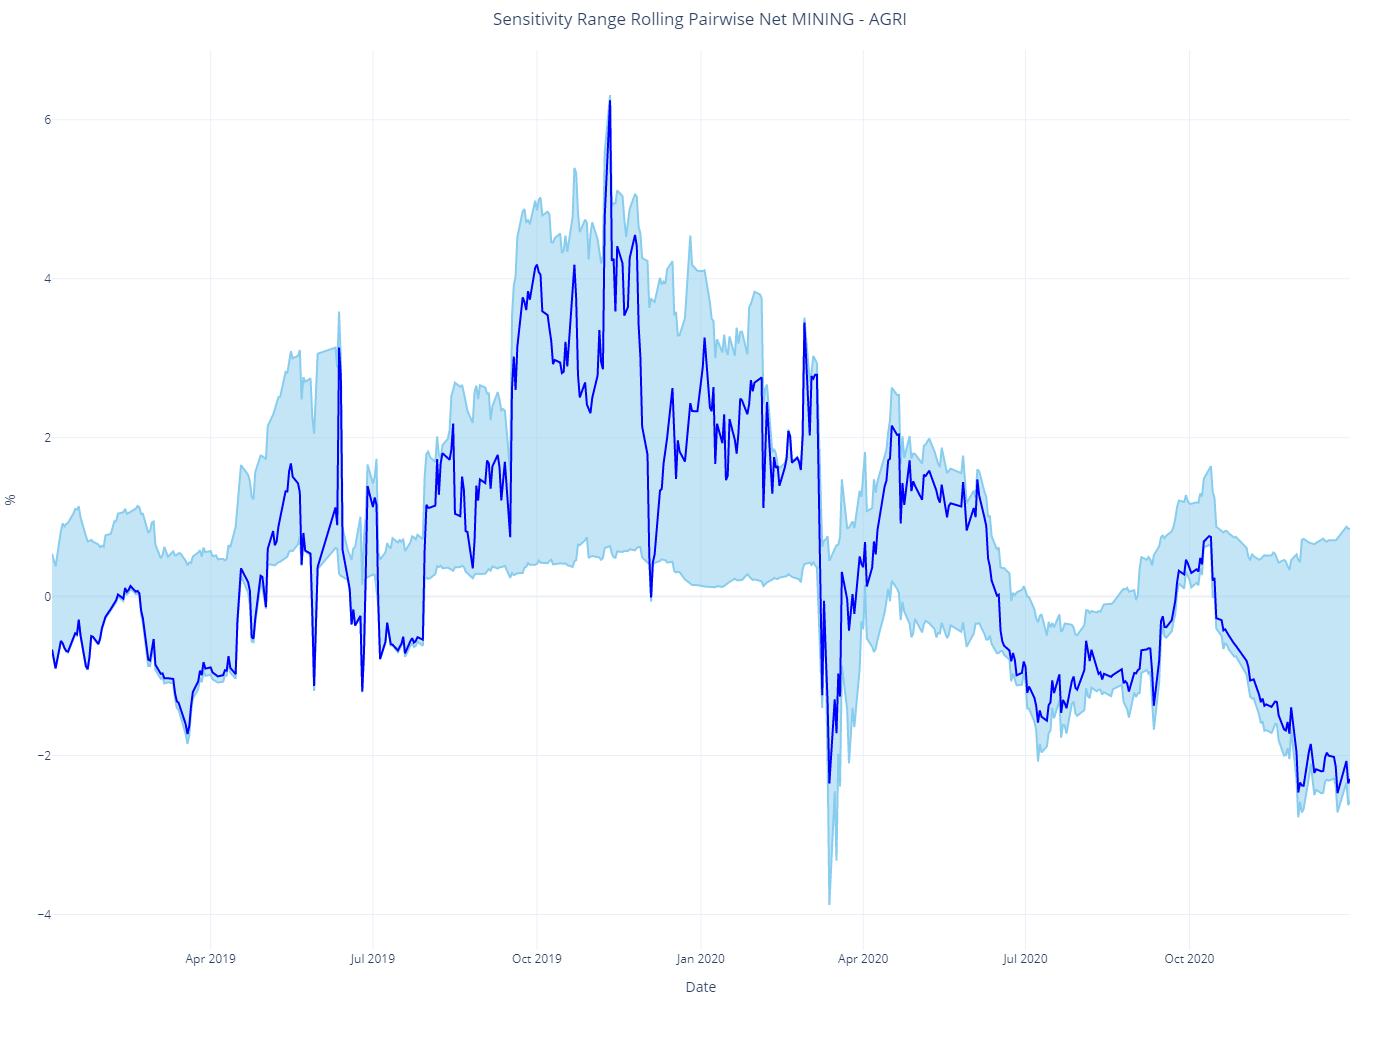 Sensitivity Range Rolling Pairwise Net MINING - AGRI
6
4
2
0
−2
−4
%
Apr 2019
Jul 2019
Oct 2019
Jan 2020
Apr 2020
Jul 2020
Oct 2020
Date